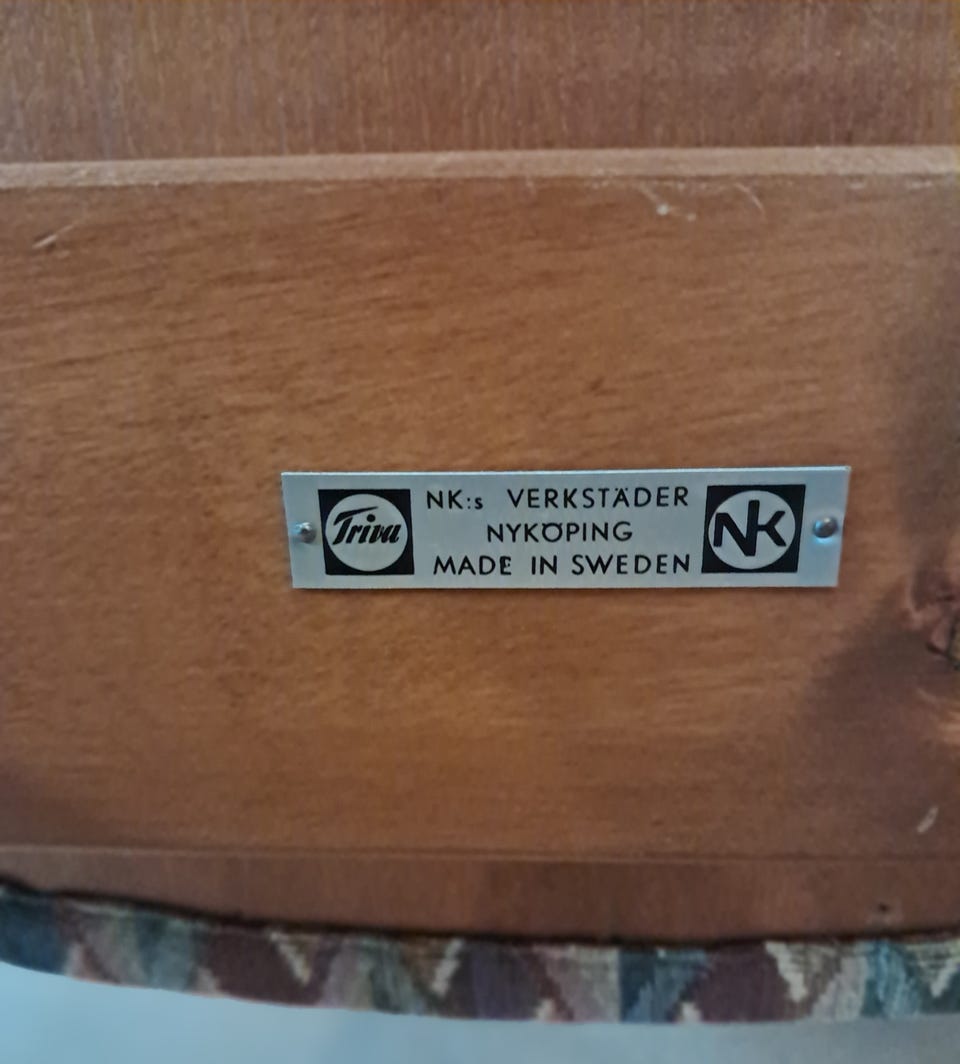 Triva
NK:s VERKSTÄDER
NYKÖPING
MADE IN SWEDEN
NK